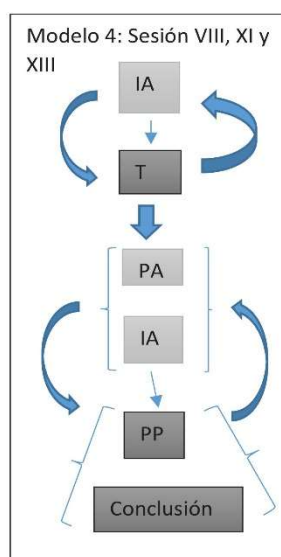 Modelo 4: Sesión VIII, XI y
XIII
IA
T
PA
IA
PP
Conclusión